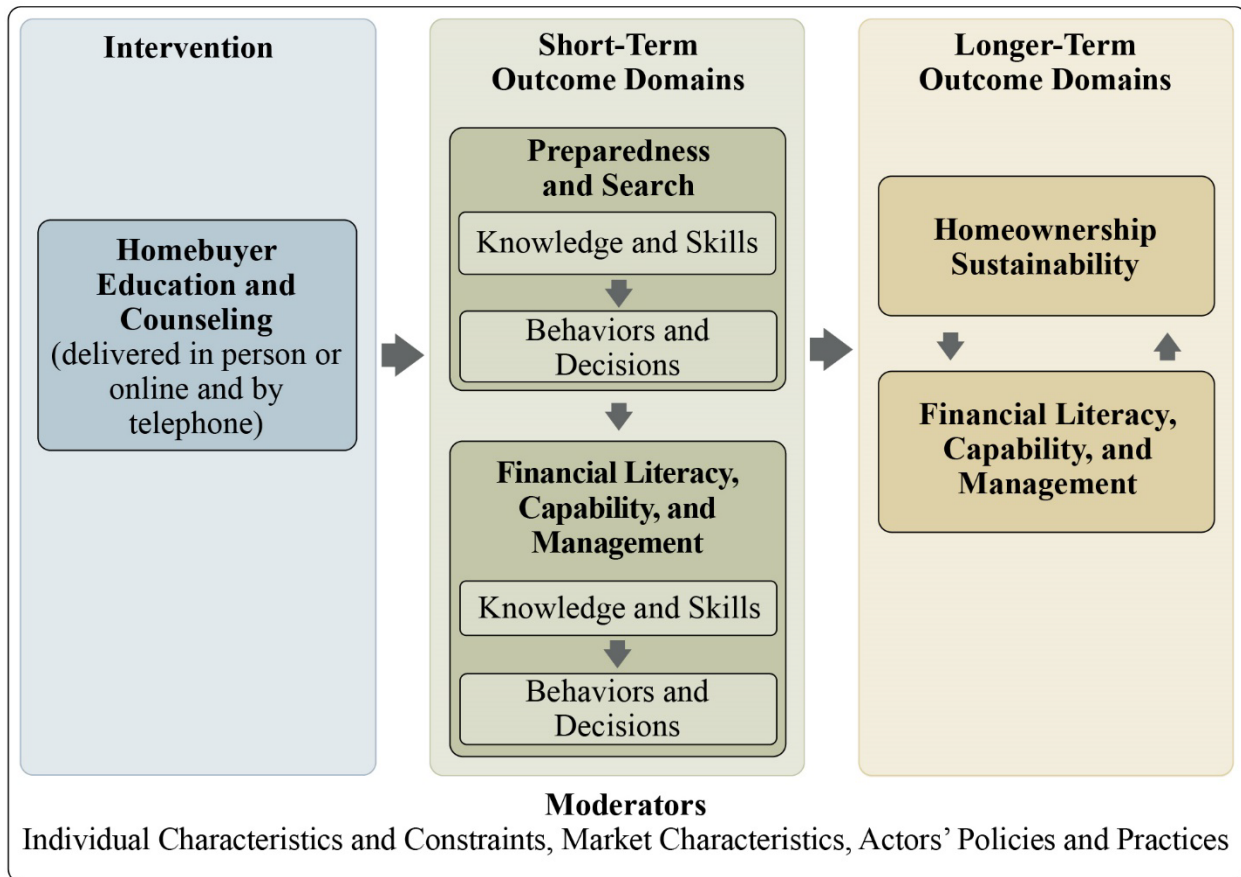 Intervention
Homebuyer
Education and
Counseling
(delivered in person or
online and by
telephone)
Short-Term
Outcome Domains
Preparedness
and Search
Knowledge and Skills
Behaviors and
Decisions
Financial Literacy,
Capability, and
Management
Knowledge and Skills
Behaviors and
Decisions
Longer-Term
Outcome Domains
Homeownership
Sustainability
Financial Literacy,
Capability, and
Management
Moderators
Individual Characteristics and Constraints, Market Characteristics, Actors’ Policies and Practices